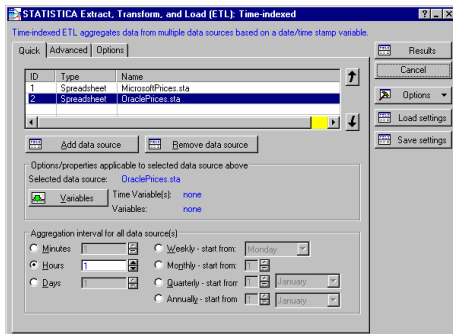 STATISTICA Extract, Transform, and Load (ETL): Time-indexed
Time-indexed ETL aggregates data from multiple data sources based on a date/time stamp variable.
Quick Advanced Options
ID Type Name
1 Spreadsheet MicrosoftPrices.sta
2 Spreadsheet OraclePrices.sta
Add data source Remove data source
Options/properties applicable to selected data source above
Selected data source: OraclePrices.sta
Variables Time Variable(s): none
Variables: none
Aggregation interval for all data source(s)
Minutes 1
Hours 1
Days 1
Weekly - start from: Monday
Monthly - start from: 1
Quarterly - start from 1 January
Annually - start from 1 January
Results
Cancel
Options
Load settings
Save settings